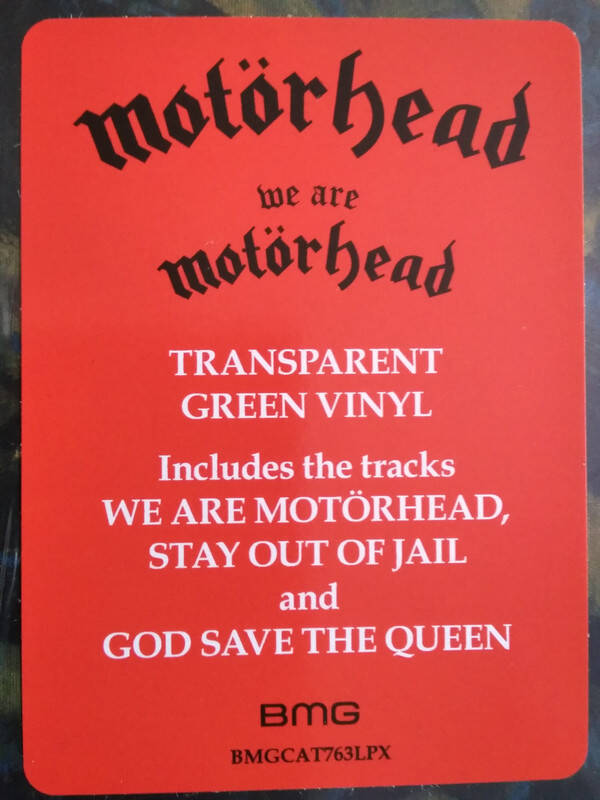 motörhead
we are
motörhead
TRANSPARENT
GREEN VINYL
Includes the tracks
WE ARE MOTÖRHEAD,
STAY OUT OF JAIL
and
GOD SAVE THE QUEEN
BMG
BMGCAT763LPX